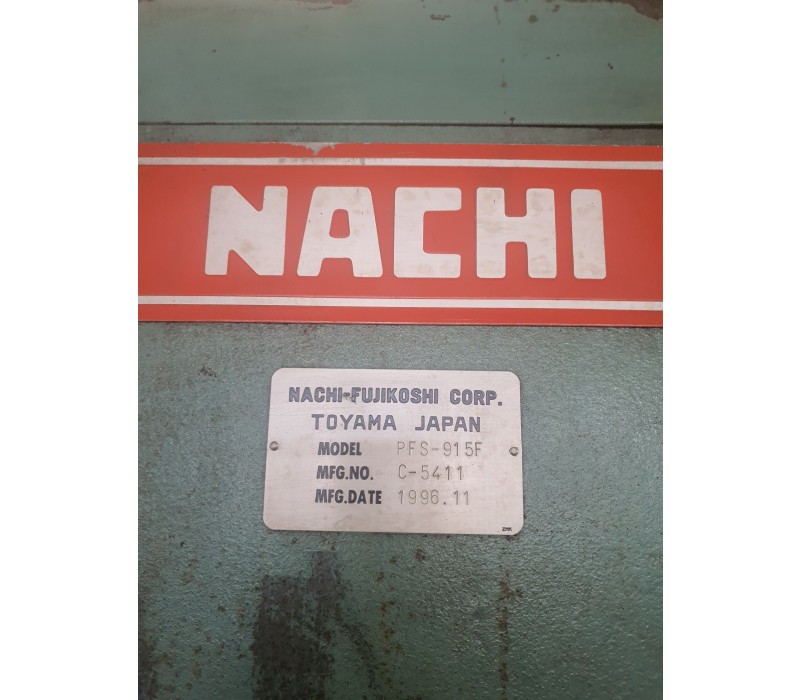 NACHI
NACHI-FUJIKOSHI CORP.
TOYAMA JAPAN
MODEL PFS-915F
MFG.NO. C-5411
MFG.DATE 1996.11